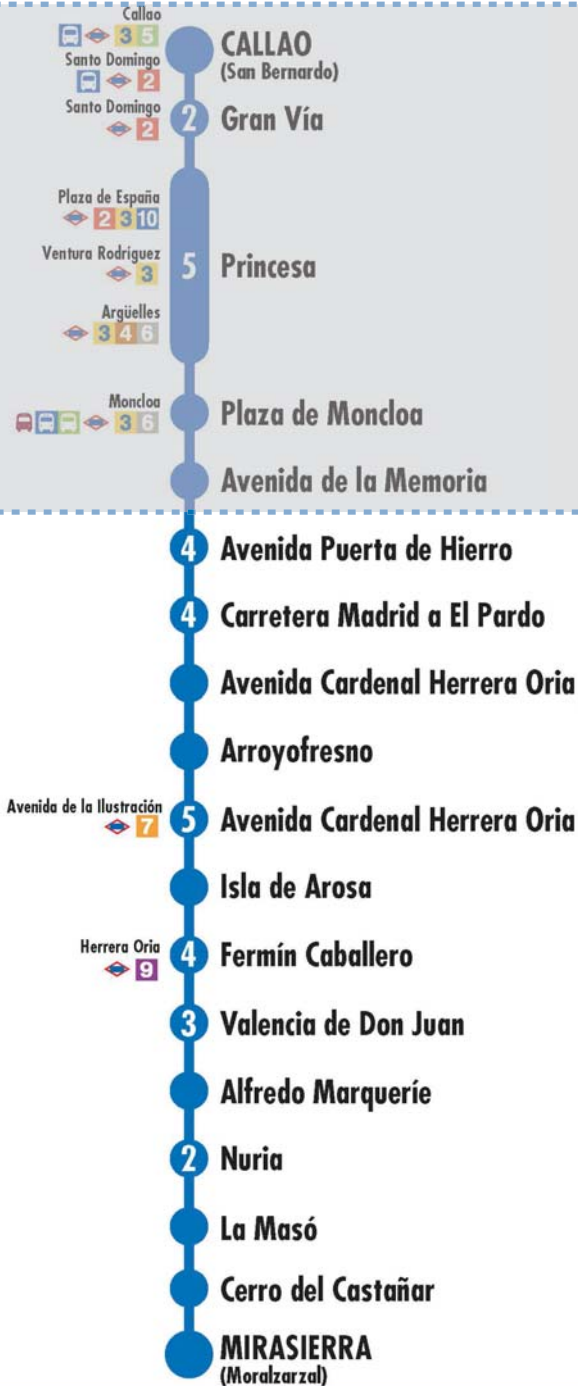 Callao
3 5
CALLAO
(San Bernardo)
Santo Domingo
2
Santo Domingo
2
2
Gran Vía
Plaza de España
2 3 10
Ventura Rodríguez
3
5
Princesa
Argüelles
3 4 6
Moncloa
3 6
Plaza de Moncloa
Avenida de la Memoria
4
Avenida Puerta de Hierro
4
Carretera Madrid a El Pardo
Avenida Cardenal Herrera Oria
Arroyofresno
Avenida de la Ilustración
7
5
Avenida Cardenal Herrera Oria
Isla de Arosa
Herrera Oria
9
4
Fermín Caballero
3
Valencia de Don Juan
Alfredo Marqueríe
2
Nuria
La Masó
Cerro del Castañar
MIRASIERRA
(Moralzarzal)